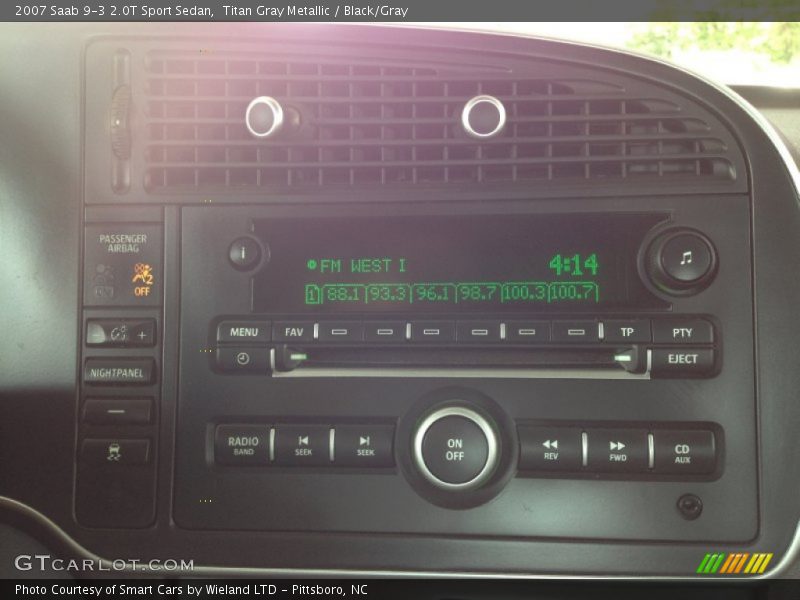 2007 Saab 9-3 2.0T Sport Sedan,  Titan Gray Metallic / Black/Gray
PASSENGER
AIRBAG
2
OFF
i
FM WEST I
4:14
1 88.1 93.3 96.1 98.7 100.3 100.7
MENU FAV TP PTY
EJECT
+
NIGHTPANEL
RADIO
BAND
SEEK
SEEK
ON
OFF
REV
FWD
CD
AUX
GTCARLOT.COM
Photo Courtesy of Smart Cars by Wieland LTD - Pittsboro, NC